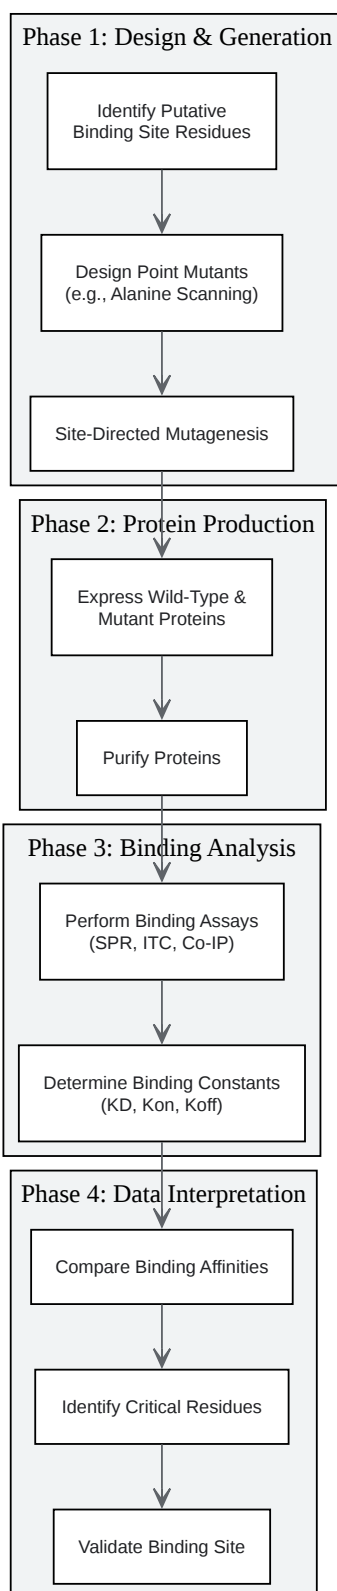 Phase 1: Design & Generation
Identify Putative
Binding Site Residues
Design Point Mutants
(e.g., Alanine Scanning)
Site-Directed Mutagenesis
Phase 2: Protein Production
Express Wild-Type &
Mutant Proteins
Purify Proteins
Phase 3: Binding Analysis
Perform Binding Assays
(SPR, ITC, Co-IP)
Determine Binding Constants
(KD, Kon, Koff)
Phase 4: Data Interpretation
Compare Binding Affinities
Identify Critical Residues
Validate Binding Site